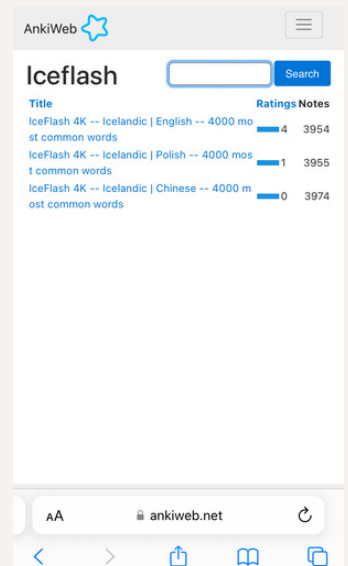 AnkiWeb
Iceflash
Search
Title Ratings Notes
IceFlash 4K -- Icelandic | English -- 4000 mo
st common words
4 3954
IceFlash 4K -- Icelandic | Polish -- 4000 mos
t common words
1 3955
IceFlash 4K -- Icelandic | Chinese -- 4000 m
ost common words
0 3974
AA ankiweb.net